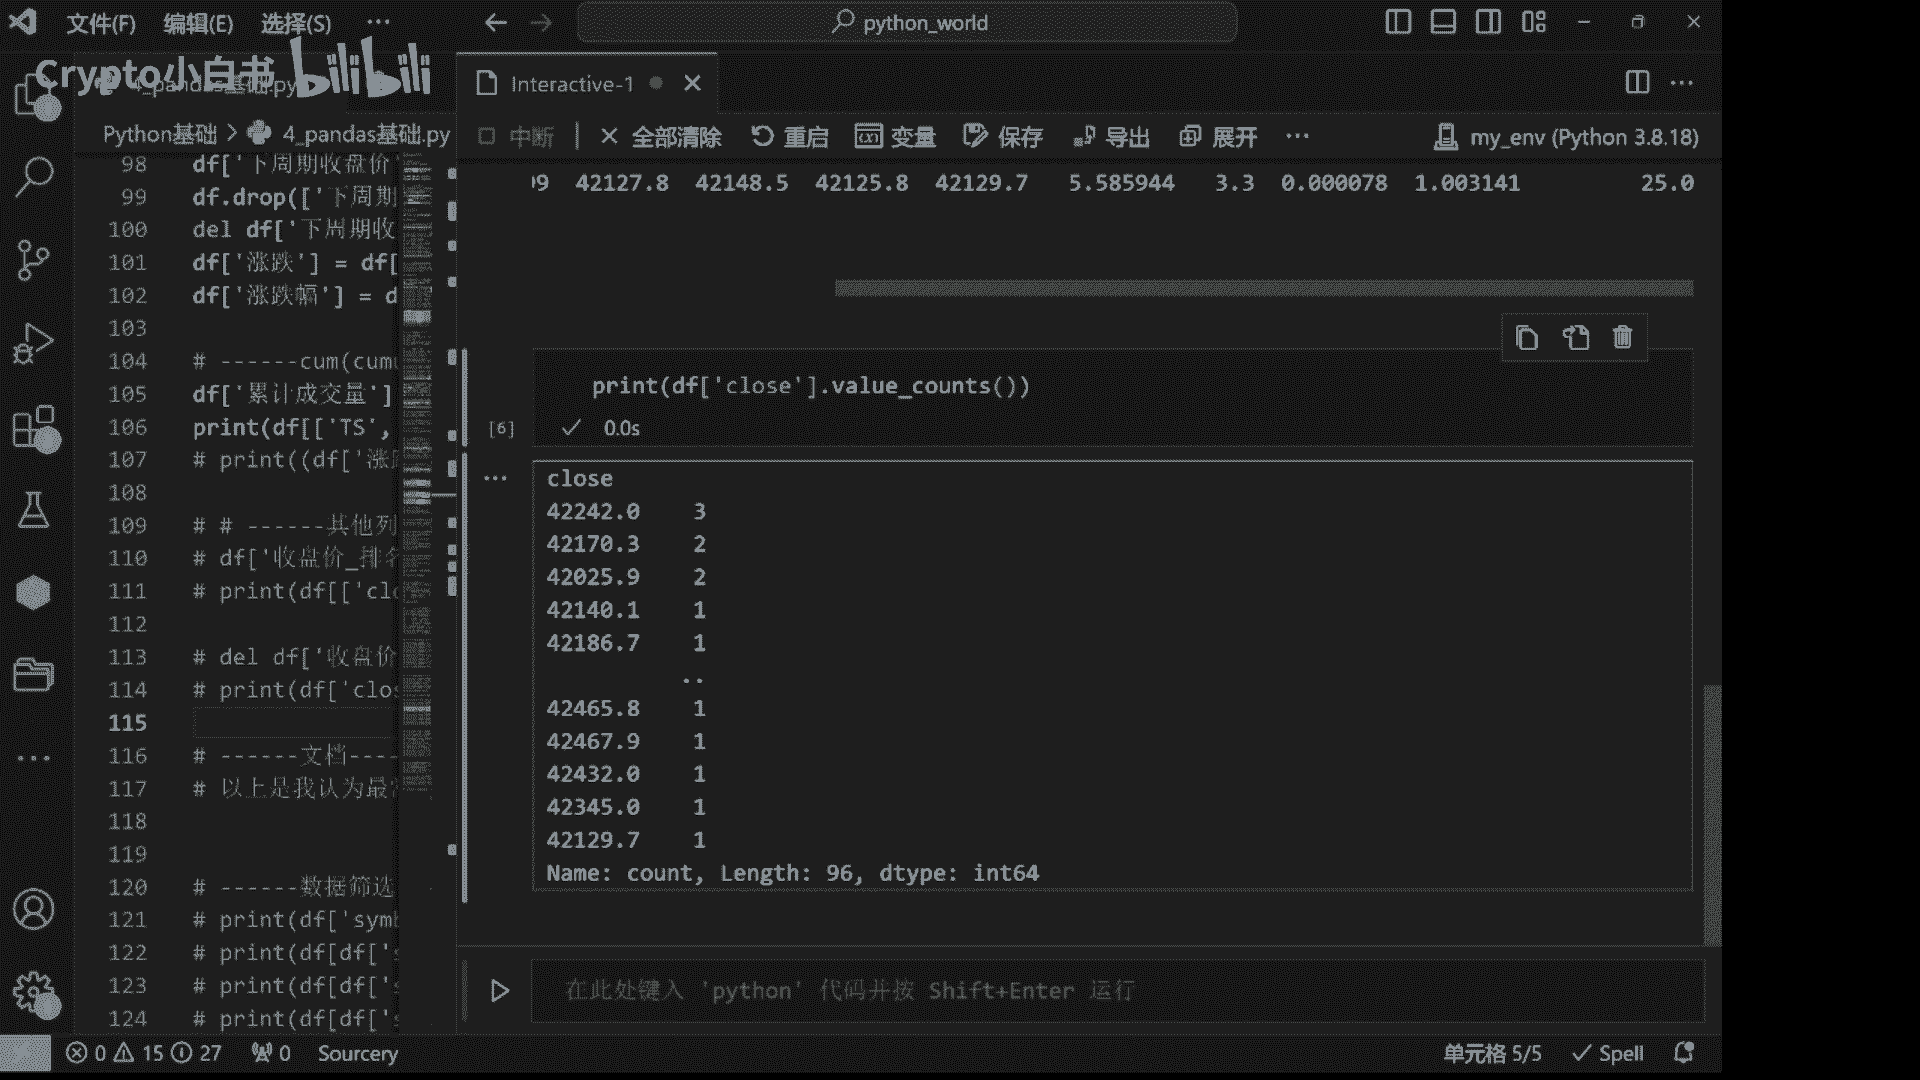 文件(F) 编辑(E) 选择(S) ··· python_world
Crypto小白书 bilibili
4_pandas基础.py
Interactive-1
Python基础 > 4_pandas基础.py
中断 全部清除 重启 变量 保存 导出 展开 ··· my_env (Python 3.8.18)
98 df['下周期收盘价'
99 df.drop(['下周期
100 del df['下周期收
101 df['涨跌'] = df[
102 df['涨跌幅'] = d
103
104 # ------cum(cumu
105 df['累计成交量']
106 print(df[['TS',
107 # print((df['涨
108
109 # # ------其他列
110 # df['收盘价_排名
111 # print(df[['clo
112
113 # del df['收盘价
114 # print(df['clos
115
116 # ------文档----
117 # 以上是我认为最
118
119
120 # ------数据筛选
121 # print(df['symb
122 # print(df[df['s
123 # print(df[df['s
124 # print(df[df['s
99 42127.8 42148.5 42125.8 42129.7 5.585944 3.3 0.000078 1.003141 25.0
print(df['close'].value_counts())
[6] 0.0s
close
42242.0 3
42170.3 2
42025.9 2
42140.1 1
42186.7 1
..
42465.8 1
42467.9 1
42432.0 1
42345.0 1
42129.7 1
Name: count, Length: 96, dtype: int64
在此处键入 'python' 代码并按 Shift+Enter 运行
0 15 27 0 Sourcery 单元格 5/5 Spell